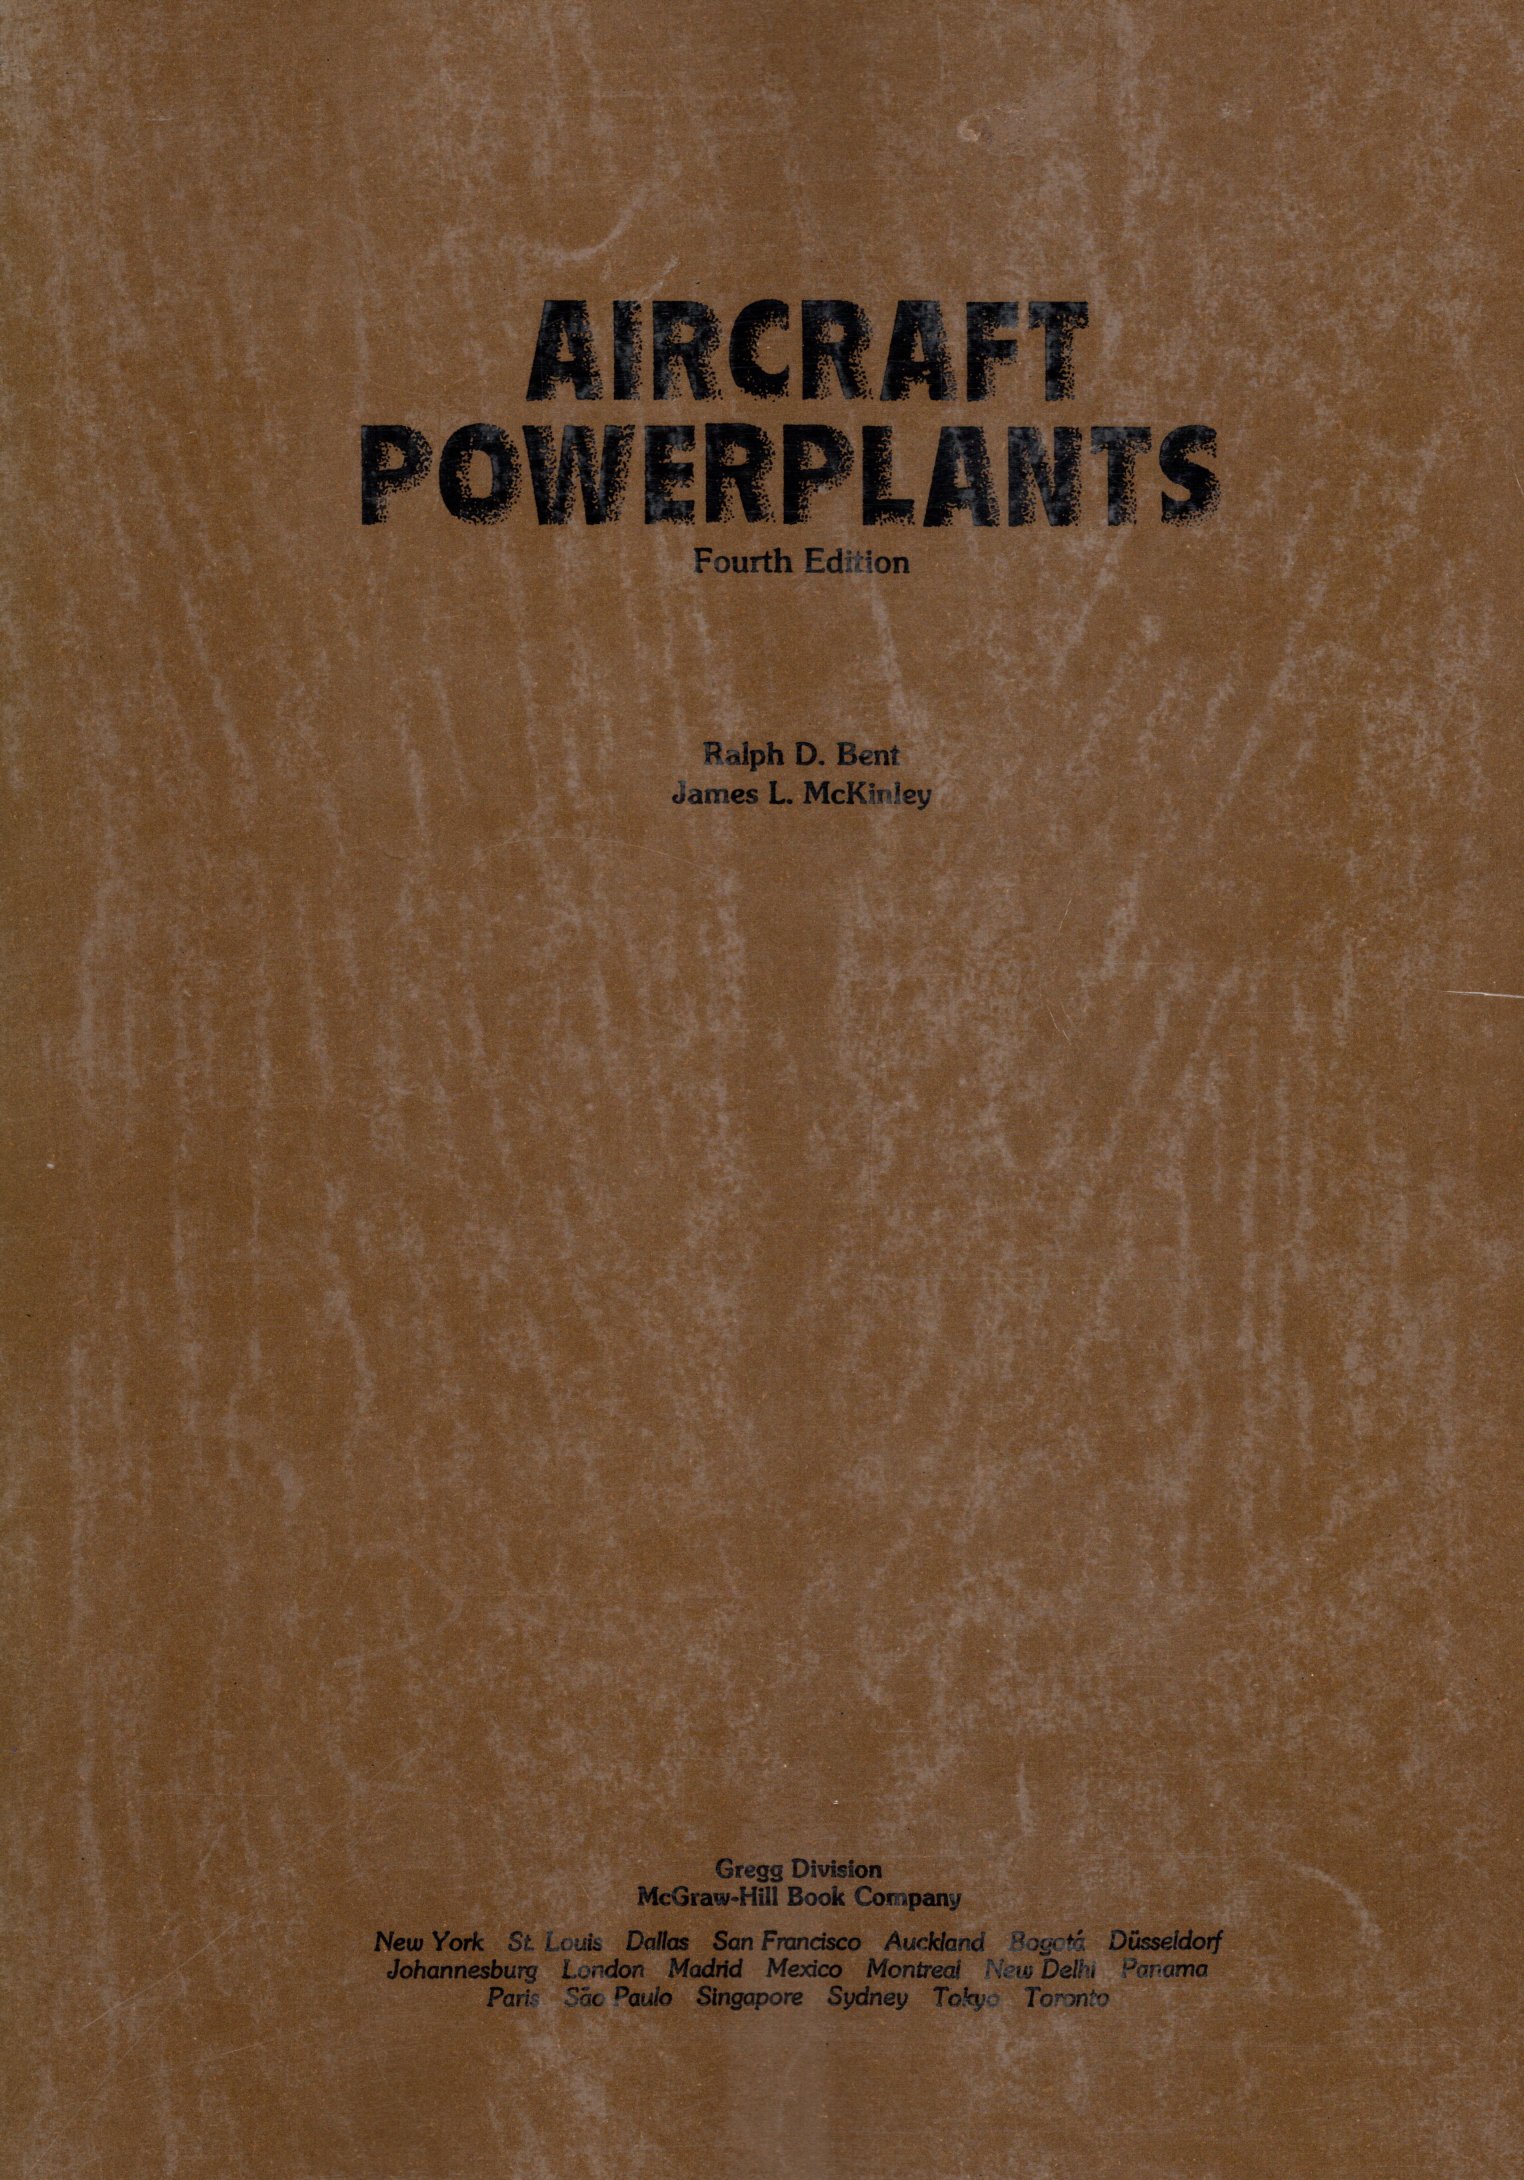 AIRCRAFT
POWERPLANTS
Fourth Edition
Ralph D. Bent
James L. McKinley
Gregg Division
McGraw-Hill Book Company
New York St. Louis Dallas San Francisco Auckland Bogotá Düsseldorf
Johannesburg London Madrid Mexico Montreal New Delhi Panama
Paris São Paulo Singapore Sydney Tokyo Toronto